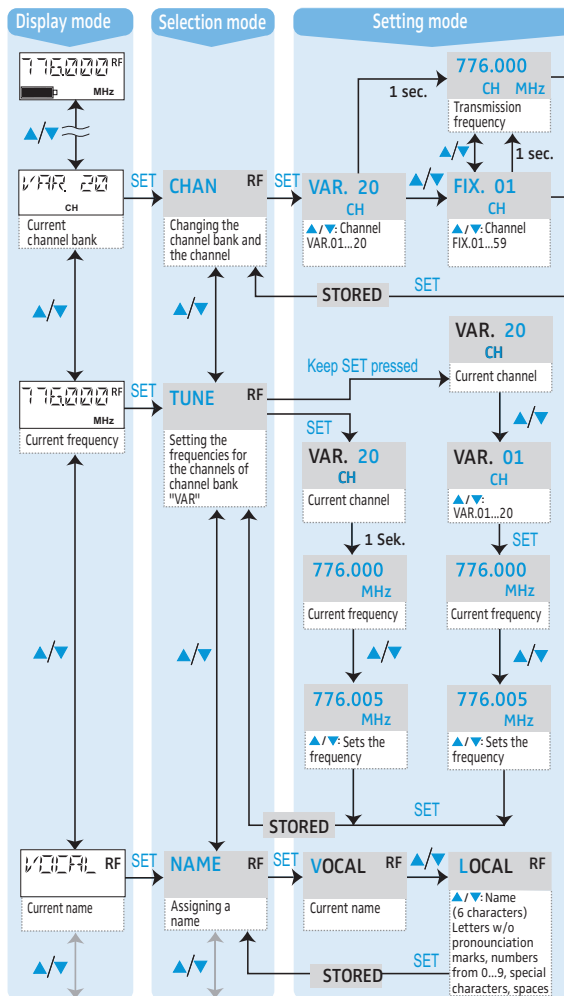 Display mode
Selection mode
Setting mode
776.000 RF
MHz
▲/▼
VAR. 20
CH
Current
channel bank
SET
CHAN RF
Changing the
channel bank and
the channel
SET
VAR. 20
CH
▲/▼: Channel
VAR.01...20
▲/▼
1 sec.
776.000
CH MHz
Transmission
frequency
▲/▼
1 sec.
FIX. 01
CH
▲/▼: Channel
FIX.01...59
STORED
SET
▲/▼
▲/▼
776.000 RF
MHz
Current frequency
SET
TUNE RF
Setting the
frequencies for
the channels of
channel bank
"VAR"
Keep SET pressed
SET
VAR. 20
CH
Current channel
1 Sek.
776.000
MHz
Current frequency
▲/▼
776.005
MHz
▲/▼: Sets the
frequency
VAR. 20
CH
Current channel
▲/▼
VAR. 01
CH
▲/▼:
VAR.01...20
SET
776.000
MHz
Current frequency
▲/▼
776.005
MHz
▲/▼: Sets the
frequency
STORED
SET
▲/▼
▲/▼
VOCAL RF
Current name
SET
NAME RF
Assigning a
name
SET
VOCAL RF
Current name
▲/▼
LOCAL RF
▲/▼: Name
(6 characters)
Letters w/o
pronounciation
marks, numbers
from 0...9, special
characters, spaces
STORED
SET
▲/▼
▲/▼